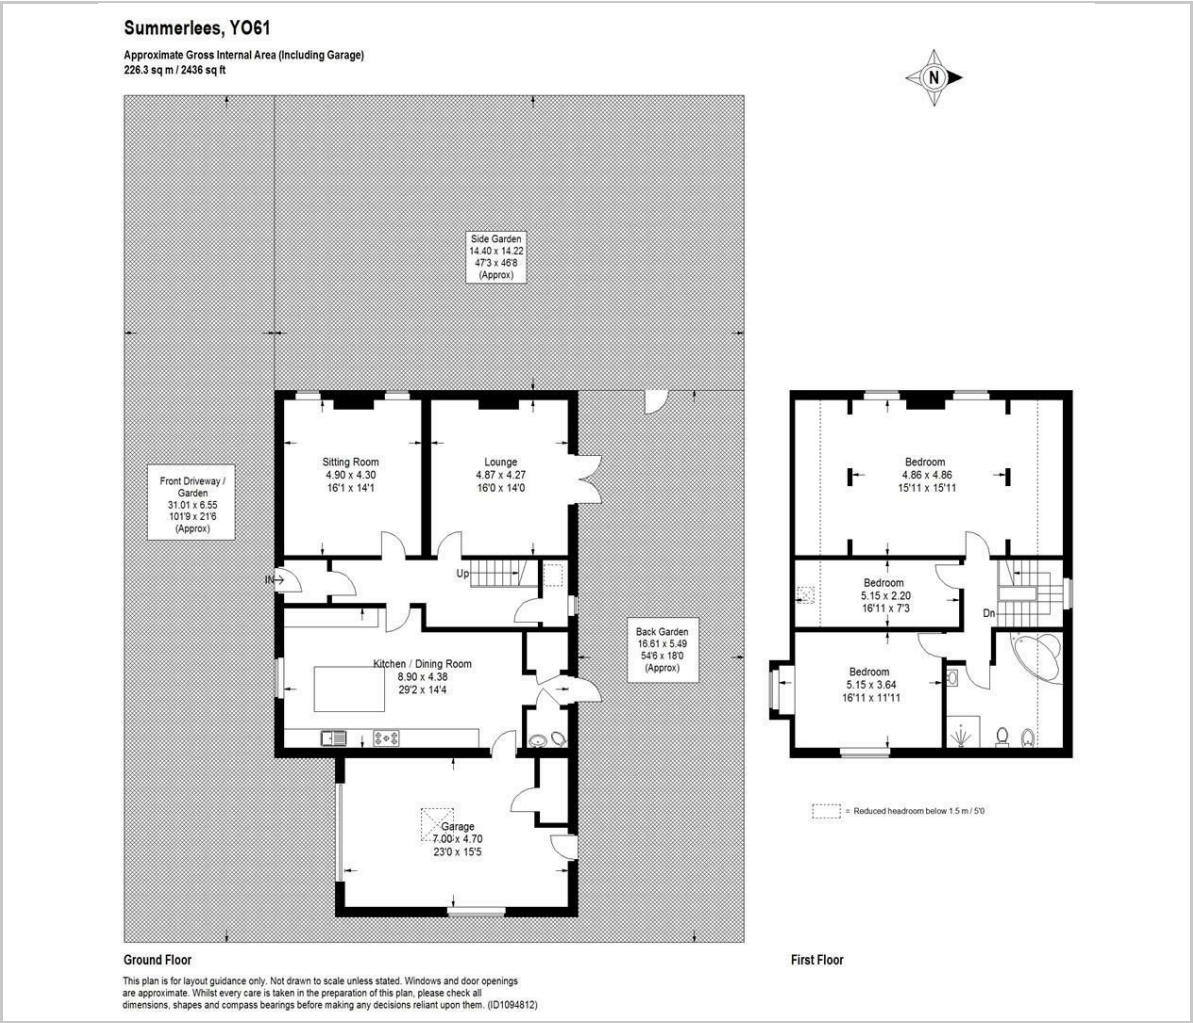 Summerlees, YO61
Approximate Gross Internal Area (Including Garage)
226.3 sq m / 2436 sq ft
N
Side Garden
14.40 x 14.22
47'3 x 46'8
(Approx)
Front Driveway /
Garden
31.01 x 6.55
101'9 x 21'6
(Approx)
Sitting Room
4.90 x 4.30
16'1 x 14'1
Lounge
4.87 x 4.27
16'0 x 14'0
IN
Up
Kitchen / Dining Room
8.90 x 4.38
29'2 x 14'4
Back Garden
16.61 x 5.49
54'6 x 18'0
(Approx)
Garage
7.00 x 4.70
23'0 x 15'5
Bedroom
4.86 x 4.86
15'11 x 15'11
Bedroom
5.15 x 2.20
16'11 x 7'3
Dn
Bedroom
5.15 x 3.64
16'11 x 11'11
= Reduced headroom below 1.5 m / 5'0
Ground Floor
First Floor
This plan is for layout guidance only. Not drawn to scale unless stated. Windows and door openings
are approximate. Whilst every care is taken in the preparation of this plan, please check all
dimensions, shapes and compass bearings before making any decisions reliant upon them. (ID1094812)